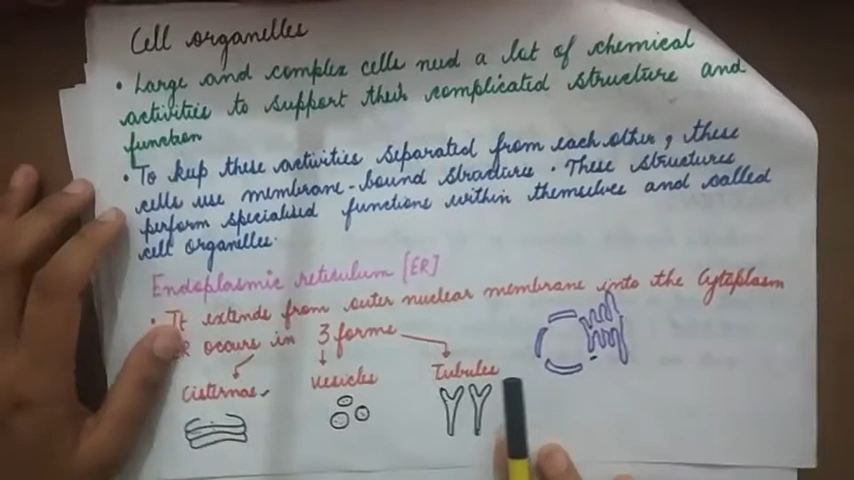 Cell organelles
• Large and complex cells need a lot of chemical
activities to support their complicated structure and
function
• To keep these activities separated from each other, these
cells use membrane-bound structures. These structures
perform specialised functions within themselves and called
cell organelles.
Endoplasmic reticulum [ER]
• It extends from outer nuclear membrane into the Cytoplasm
ER occurs in 3 forms
Cisternae Vesicles Tubules